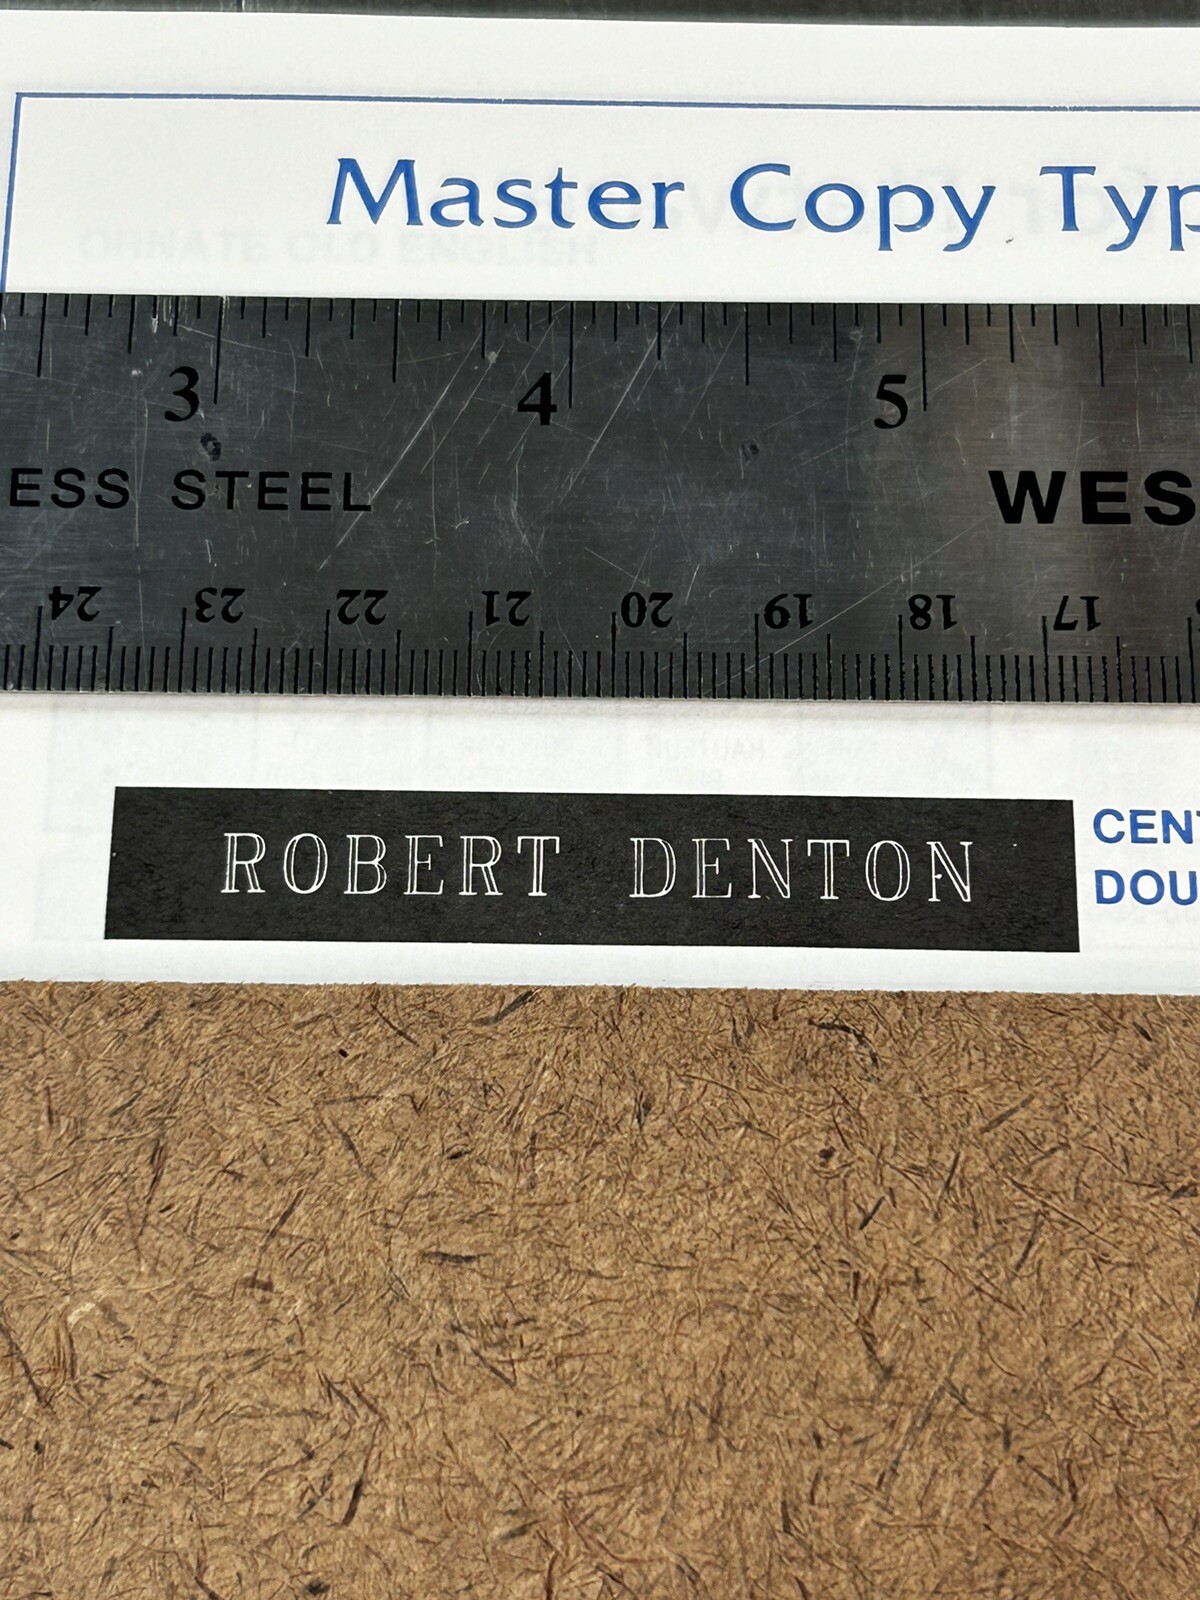 Master Copy Typ
3 4 5
ESS STEEL WES
24 23 22 21 20 19 18 17
ROBERT DENTON
CEN
DOU